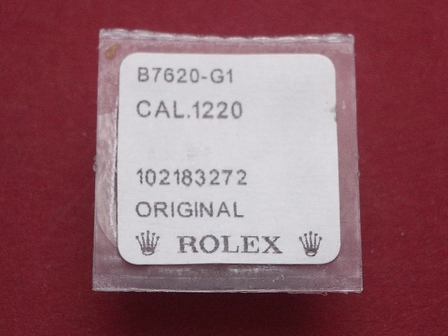 B7620-G1
CAL.1220
102183272
ORIGINAL
ROLEX